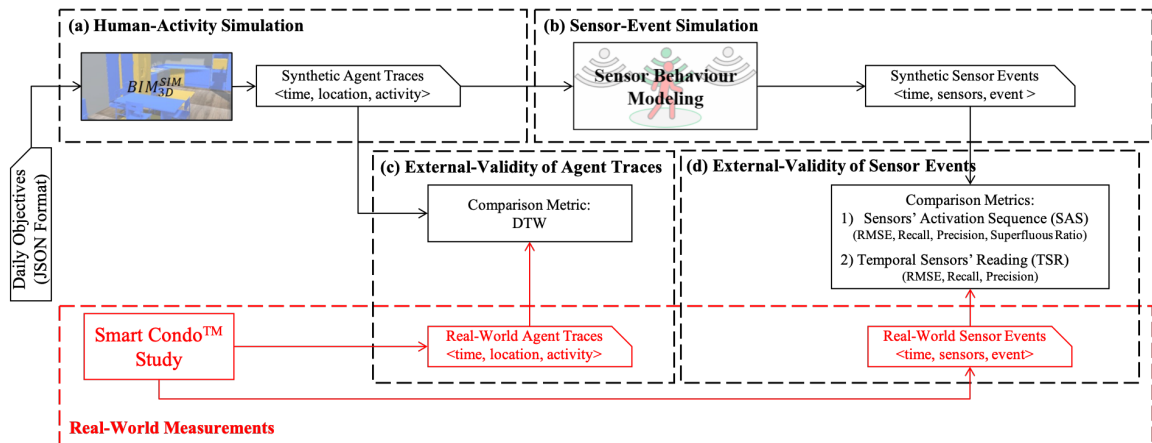 (a) Human-Activity Simulation
BIM_{3D}^{SIM}
Synthetic Agent Traces
<time, location, activity>
(b) Sensor-Event Simulation
Sensor Behaviour
Modeling
Synthetic Sensor Events
<time, sensors, event >
Daily Objectives
(JSON Format)
(c) External-Validity of Agent Traces
Comparison Metric:
DTW
(d) External-Validity of Sensor Events
Comparison Metrics:
1) Sensors' Activation Sequence (SAS)
(RMSE, Recall, Precision, Superfluous Ratio)
2) Temporal Sensors' Reading (TSR)
(RMSE, Recall, Precision)
Smart Condo™
Study
Real-World Agent Traces
<time, location, activity>
Real-World Sensor Events
<time, sensors, event>
Real-World Measurements